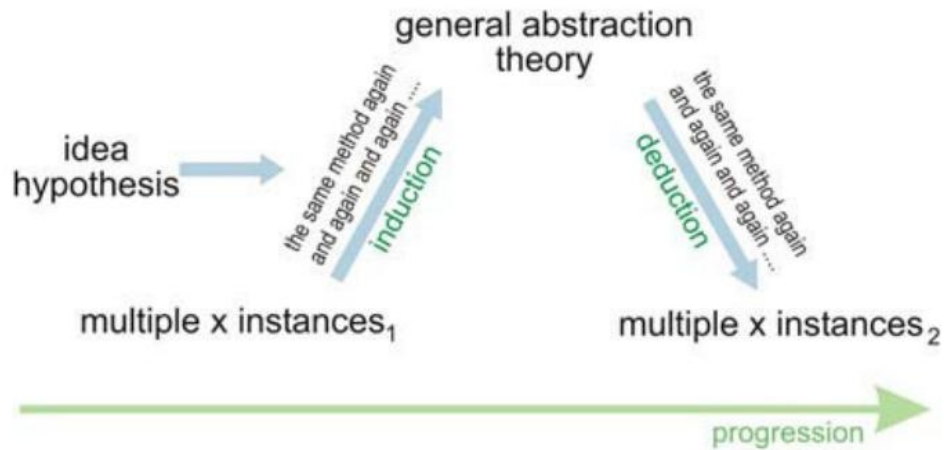 general abstraction
theory
idea
hypothesis
the same method again
and again and again ....
induction
the same method again
and again and again ....
deduction
multiple x instances₁
multiple x instances₂
progression